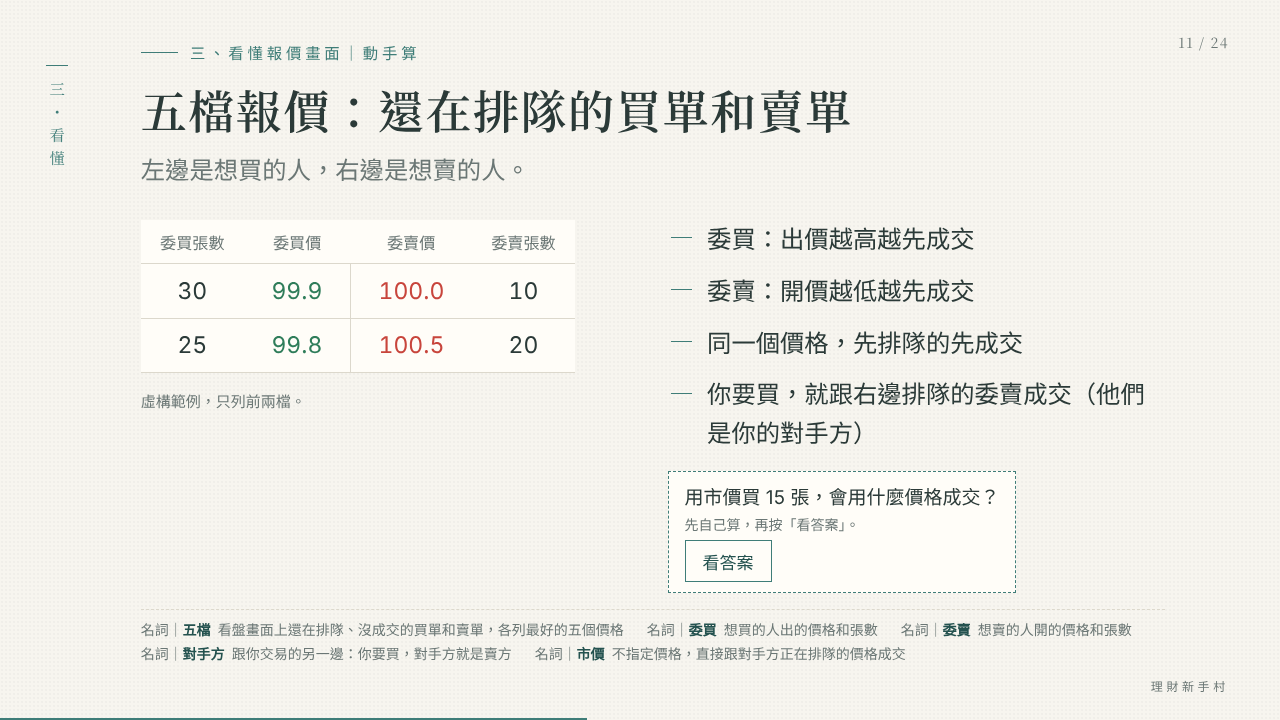 三、看懂報價畫面｜動手算
11 / 24
三・看懂
五檔報價：還在排隊的買單和賣單
左邊是想買的人，右邊是想賣的人。
委買張數 委買價 委賣價 委賣張數
30 99.9 100.0 10
25 99.8 100.5 20
虛構範例，只列前兩檔。
委買：出價越高越先成交
委賣：開價越低越先成交
同一個價格，先排隊的先成交
你要買，就跟右邊排隊的委賣成交（他們
是你的對手方）
用市價買 15 張，會用什麼價格成交？
先自己算，再按「看答案」。
看答案
名詞｜五檔 看盤畫面上還在排隊、沒成交的買單和賣單，各列最好的五個價格 名詞｜委買 想買的人出的價格和張數 名詞｜委賣 想賣的人開的價格和張數
名詞｜對手方 跟你交易的另一邊：你要買，對手方就是賣方 名詞｜市價 不指定價格，直接跟對手方正在排隊的價格成交
理財新手村